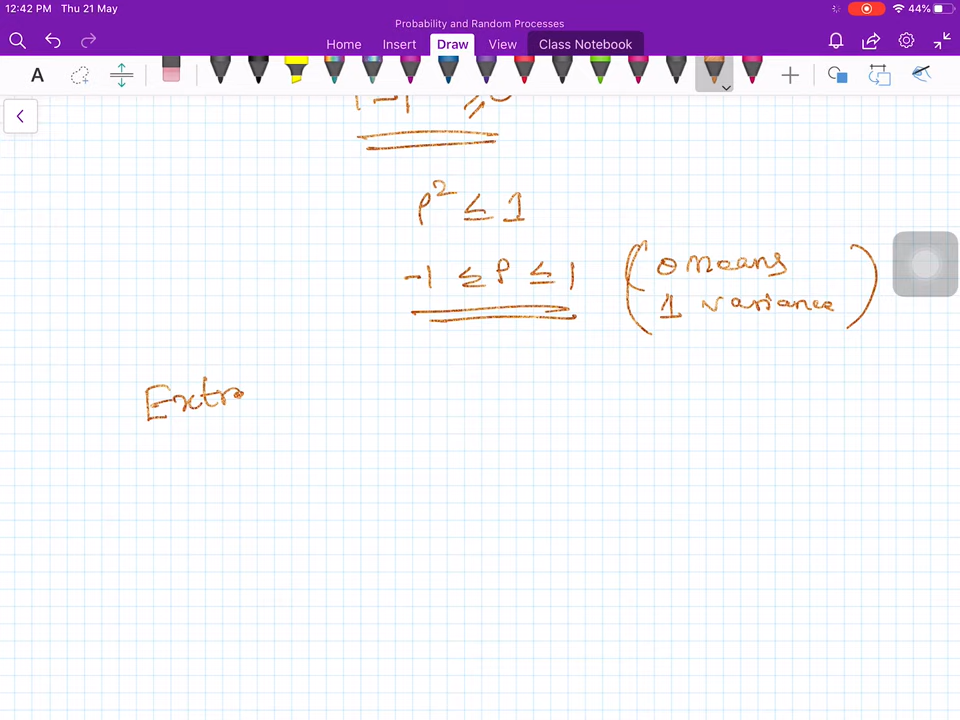 12:42 PM Thu 21 May
44%
Probability and Random Processes
Home Insert Draw View Class Notebook
A
ρ² ≤ 1
-1 ≤ ρ ≤ 1 (0 means
1 variance)
Extra